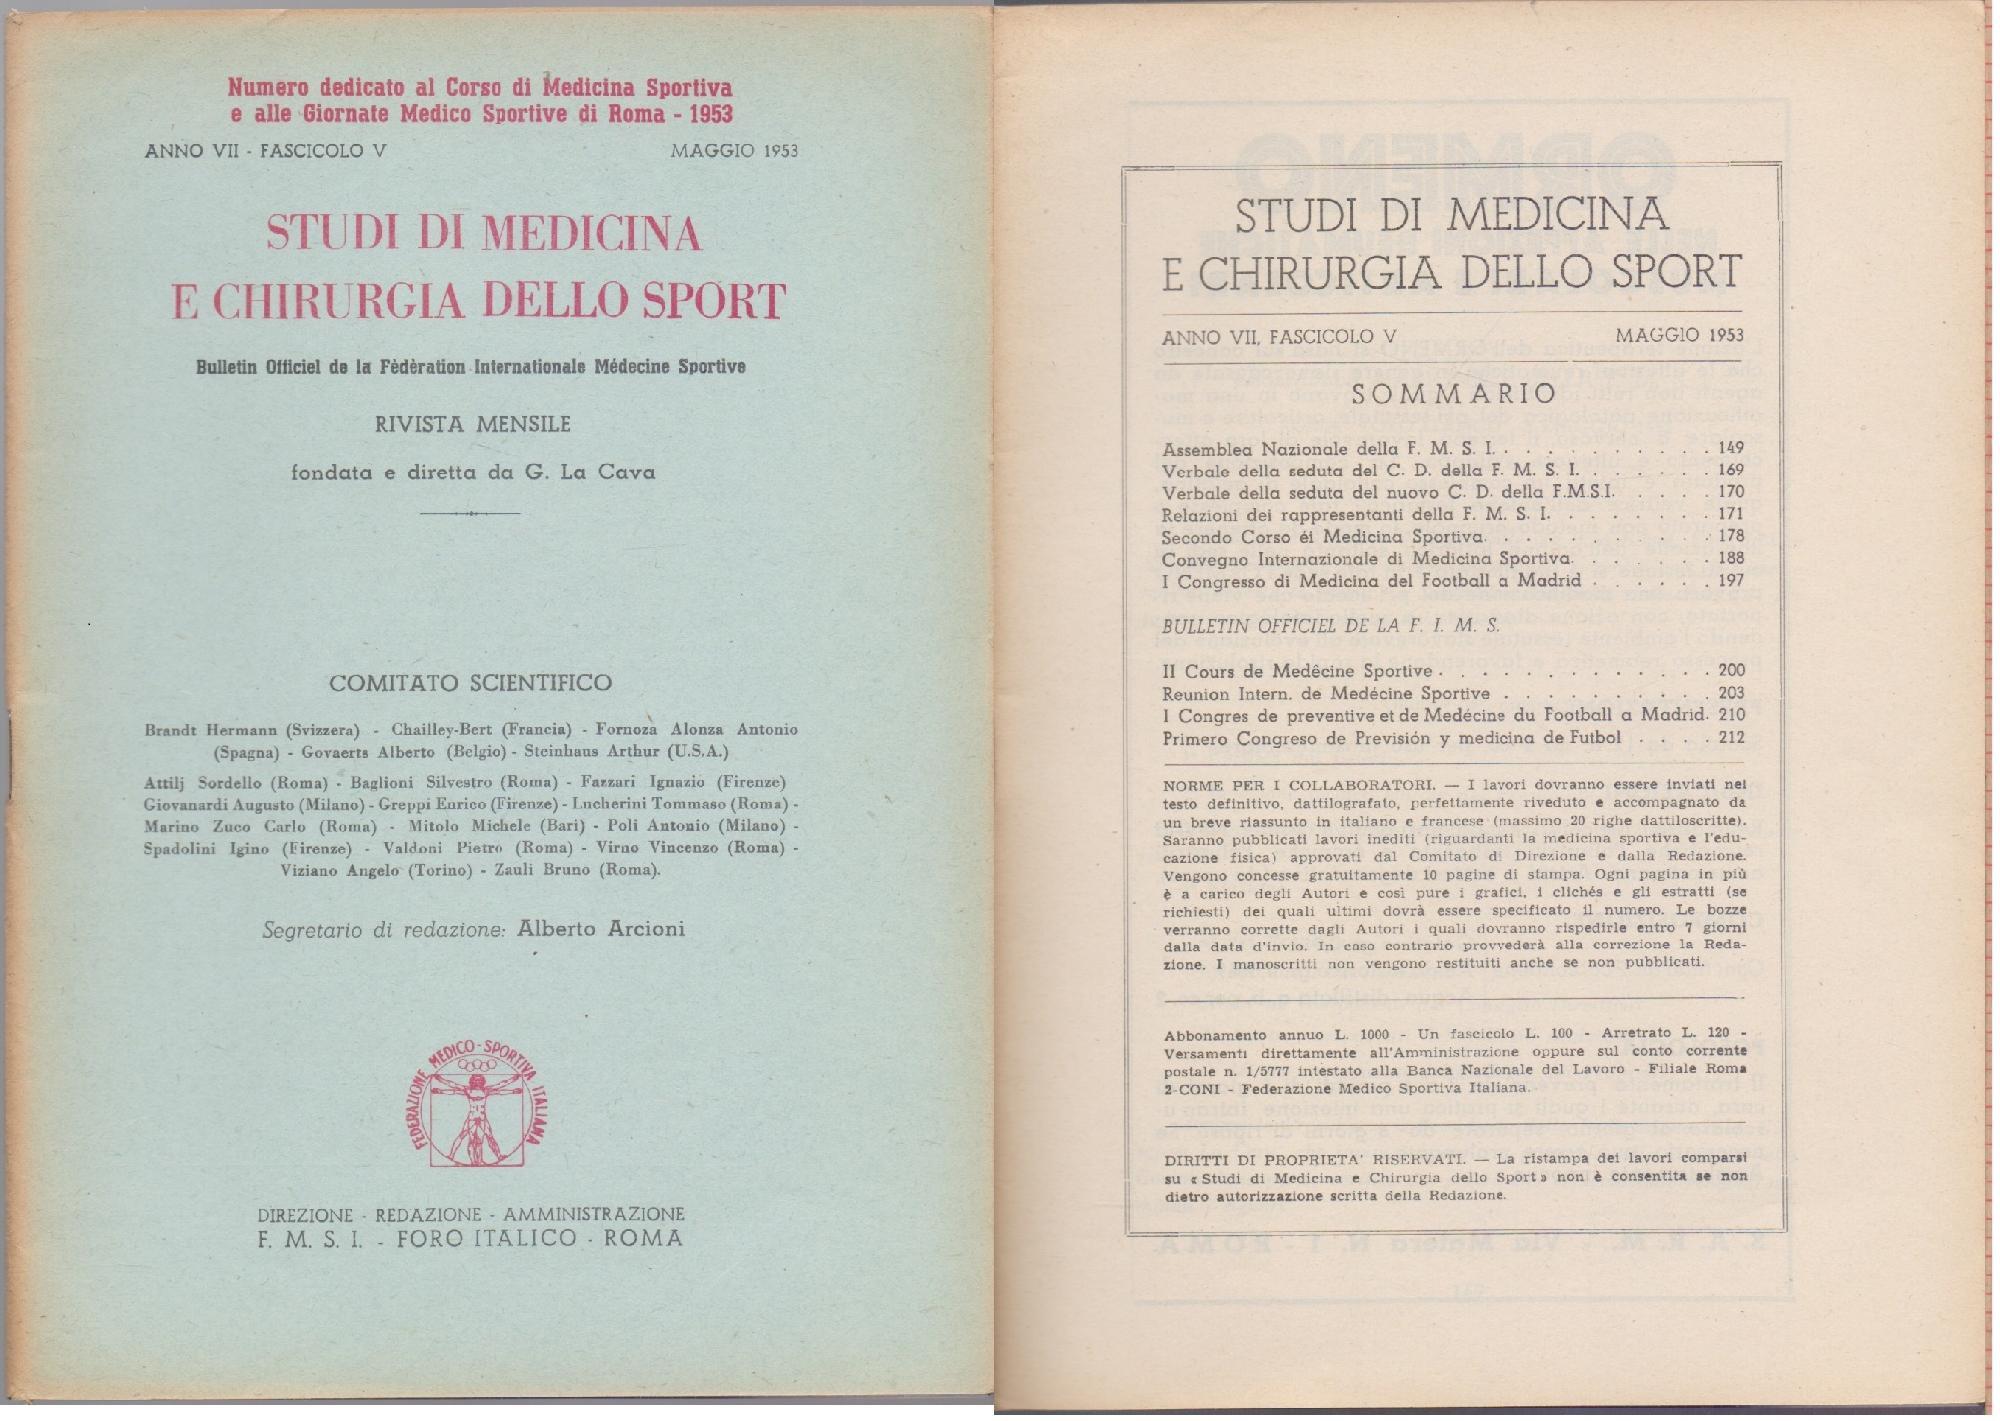 Numero dedicato al Corso di Medicina Sportiva
e alle Giornate Medico Sportive di Roma - 1953
ANNO VII - FASCICOLO V MAGGIO 1953
STUDI DI MEDICINA
E CHIRURGIA DELLO SPORT
Bulletin Officiel de la Fèdèration Internationale Médecine Sportive
RIVISTA MENSILE
fondata e diretta da G. La Cava
COMITATO SCIENTIFICO
Brandt Hermann (Svizzera) - Chailley-Bert (Francia) - Fornoza Alonza Antonio
(Spagna) - Govaerts Alberto (Belgio) - Steinhaus Arthur (U.S.A.)
Attilj Sordello (Roma) - Baglioni Silvestro (Roma) - Fazzari Ignazio (Firenze)
Giovanardi Augusto (Milano) - Greppi Enrico (Firenze) - Lucherini Tommaso (Roma) -
Marino Zuco Carlo (Roma) - Mitolo Michele (Bari) - Poli Antonio (Milano) -
Spadolini Igino (Firenze) - Valdoni Pietro (Roma) - Virno Vincenzo (Roma) -
Viziano Angelo (Torino) - Zauli Bruno (Roma).
Segretario di redazione: Alberto Arcioni
FEDERAZIONE MEDICO-SPORTIVA ITALIANA
DIREZIONE - REDAZIONE - AMMINISTRAZIONE
F. M. S. I. - FORO ITALICO - ROMA
STUDI DI MEDICINA
E CHIRURGIA DELLO SPORT
ANNO VII, FASCICOLO V MAGGIO 1953
SOMMARIO
Assemblea Nazionale della F. M. S. I. . . . . . . . . . . 149
Verbale della seduta del C. D. della F. M. S. I. . . . . . . 169
Verbale della seduta del nuovo C. D. della F.M.S.I. . . . . 170
Relazioni dei rappresentanti della F. M. S. I. . . . . . . . 171
Secondo Corso éi Medicina Sportiva. . . . . . . . . . . 178
Convegno Internazionale di Medicina Sportiva. . . . . . . 188
I Congresso di Medicina del Football a Madrid . . . . . . 197
BULLETIN OFFICIEL DE LA F. I. M. S.
II Cours de Medêcine Sportive . . . . . . . . . . . . . 200
Reunion Intern. de Medécine Sportive . . . . . . . . . . 203
I Congres de preventive et de Medécine du Football a Madrid. 210
Primero Congreso de Previsión y medicina de Futbol . . . . 212
NORME PER I COLLABORATORI. — I lavori dovranno essere inviati nel
testo definitivo, dattilografato, perfettamente riveduto e accompagnato da
un breve riassunto in italiano e francese (massimo 20 righe dattiloscritte).
Saranno pubblicati lavori inediti (riguardanti la medicina sportiva e l'edu-
cazione fisica) approvati dal Comitato di Direzione e dalla Redazione.
Vengono concesse gratuitamente 10 pagine di stampa. Ogni pagina in più
è a carico degli Autori e così pure i grafici, i clichés e gli estratti (se
richiesti) dei quali ultimi dovrà essere specificato il numero. Le bozze
verranno corrette dagli Autori i quali dovranno rispedirle entro 7 giorni
dalla data d'invio. In caso contrario provvederà alla correzione la Reda-
zione. I manoscritti non vengono restituiti anche se non pubblicati.
Abbonamento annuo L. 1000 - Un fascicolo L. 100 - Arretrato L. 120 -
Versamenti direttamente all'Amministrazione oppure sul conto corrente
postale n. 1/5777 intestato alla Banca Nazionale del Lavoro - Filiale Roma
2-CONI - Federazione Medico Sportiva Italiana.
DIRITTI DI PROPRIETA' RISERVATI. — La ristampa dei lavori comparsi
su « Studi di Medicina e Chirurgia dello Sport » non è consentita se non
dietro autorizzazione scritta della Redazione.